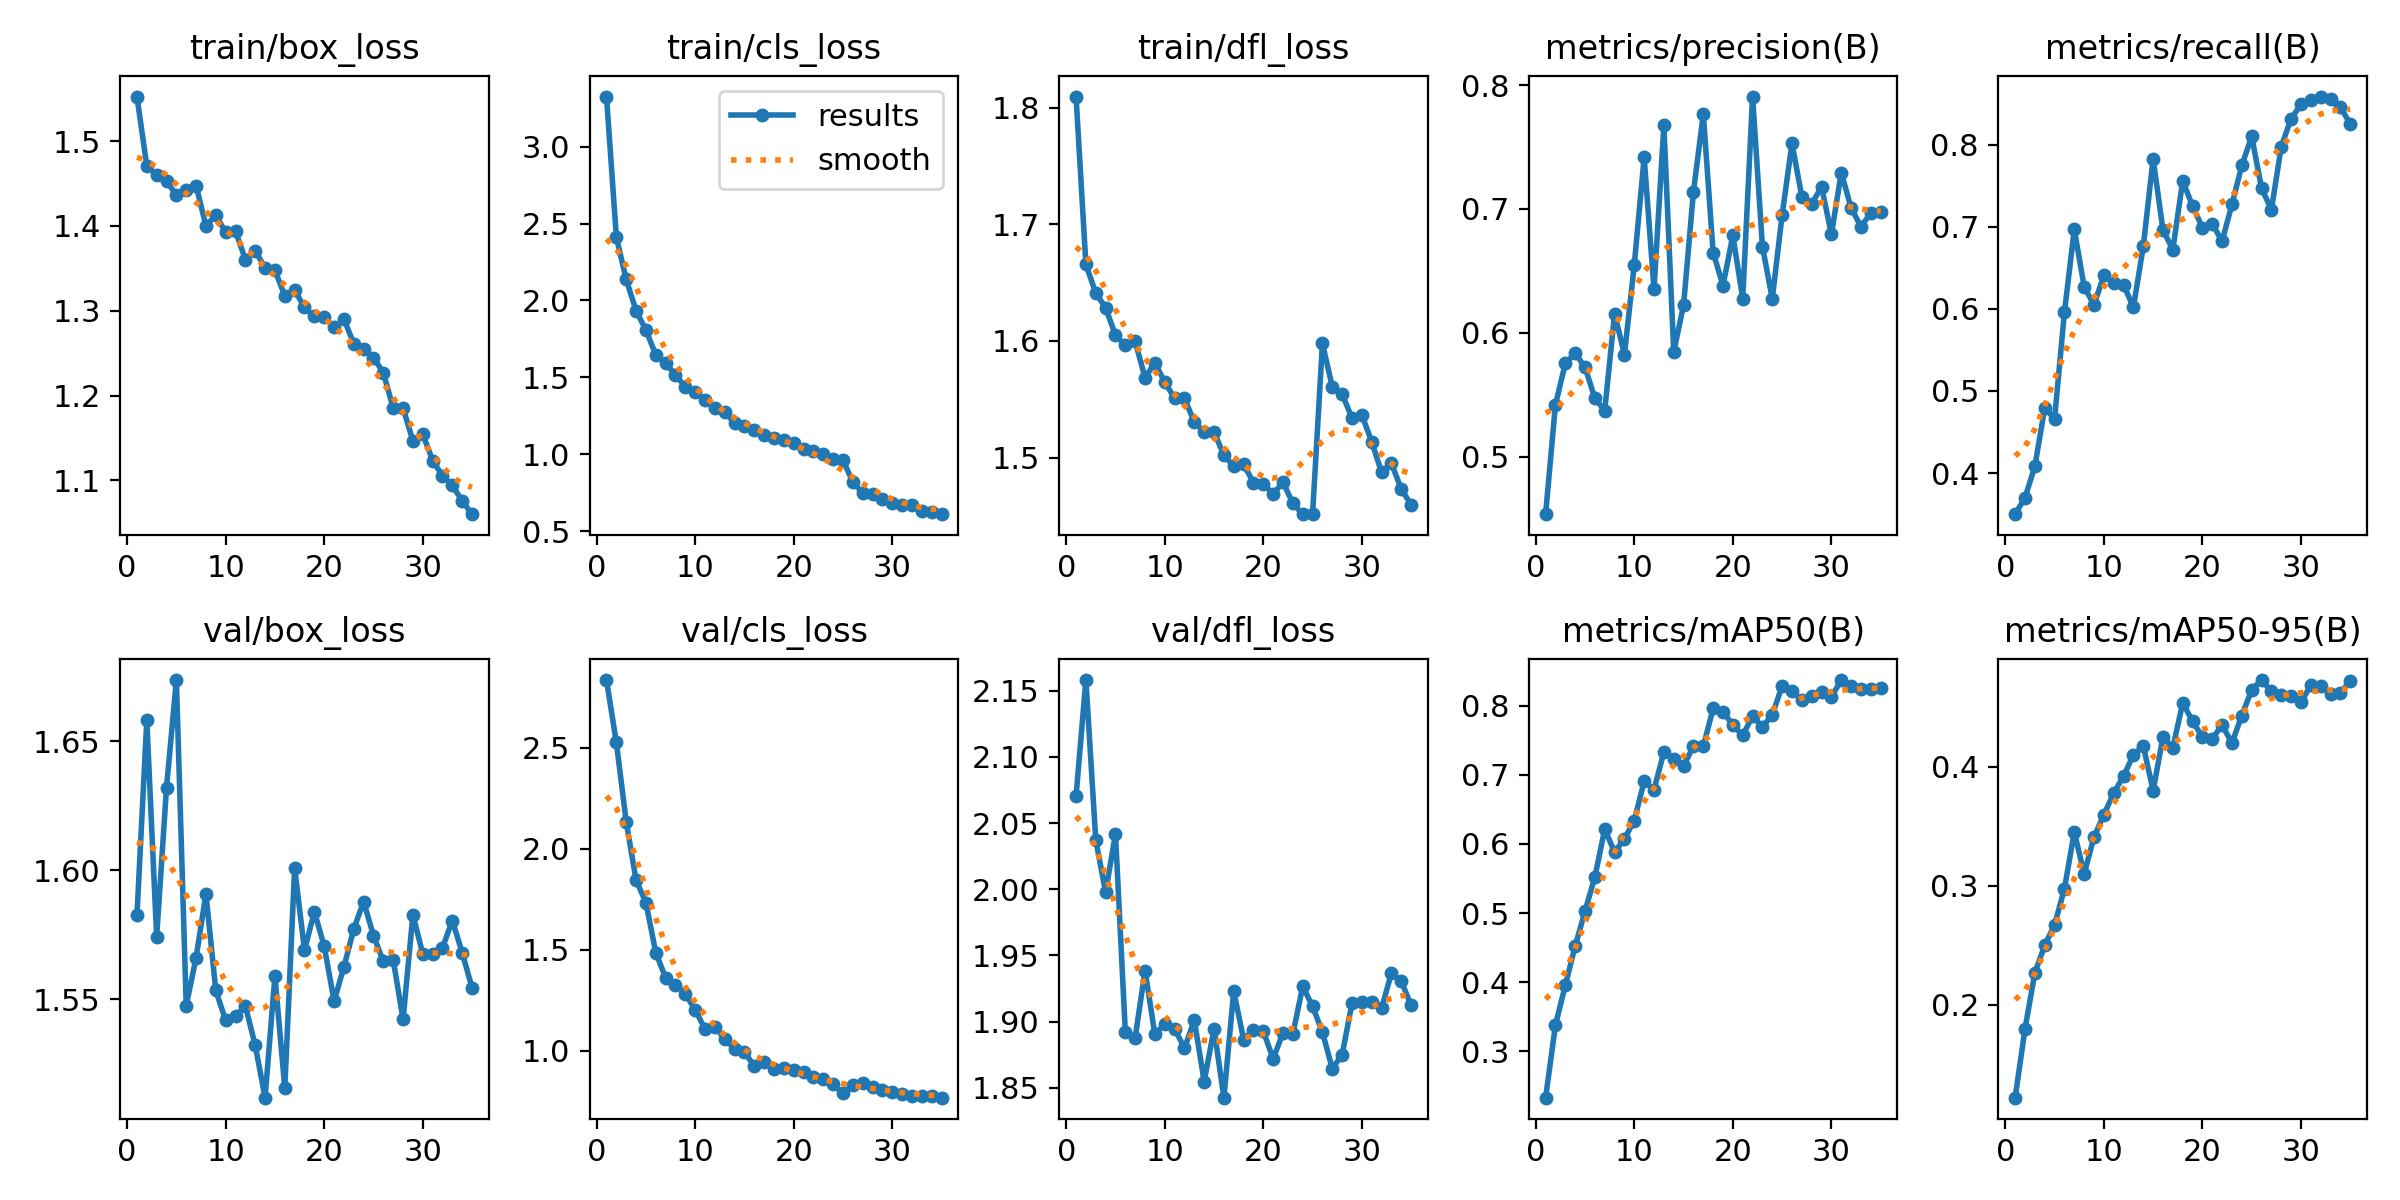 train/box_loss
1.5
1.4
1.3
1.2
1.1
0 10 20 30
train/cls_loss
results
smooth
3.0
2.5
2.0
1.5
1.0
0.5
0 10 20 30
train/dfl_loss
1.8
1.7
1.6
1.5
0 10 20 30
metrics/precision(B)
0.8
0.7
0.6
0.5
0 10 20 30
metrics/recall(B)
0.8
0.7
0.6
0.5
0.4
0 10 20 30
val/box_loss
1.65
1.60
1.55
0 10 20 30
val/cls_loss
2.5
2.0
1.5
1.0
0 10 20 30
val/dfl_loss
2.15
2.10
2.05
2.00
1.95
1.90
1.85
0 10 20 30
metrics/mAP50(B)
0.8
0.7
0.6
0.5
0.4
0.3
0 10 20 30
metrics/mAP50-95(B)
0.4
0.3
0.2
0 10 20 30